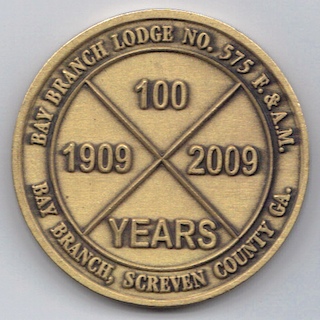 BAY BRANCH LODGE NO. 575 F. & A.M.
100
1909 2009
YEARS
BAY BRANCH, SCREVEN COUNTY GA.